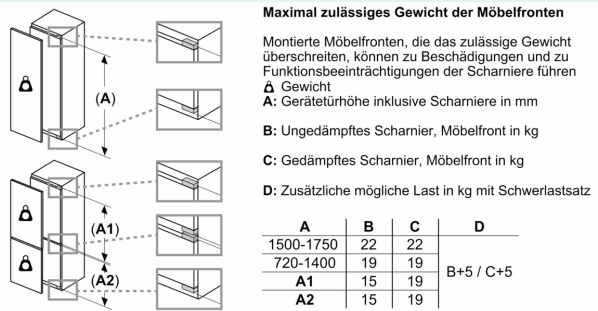 Maximal zulässiges Gewicht der Möbelfronten
Montierte Möbelfronten, die das zulässige Gewicht
überschreiten, können zu Beschädigungen und zu
Funktionsbeeinträchtigungen der Scharniere führen
Gewicht
A: Gerätetürhöhe inklusive Scharniere in mm
B: Ungedämpftes Scharnier, Möbelfront in kg
C: Gedämpftes Scharnier, Möbelfront in kg
D: Zusätzliche mögliche Last in kg mit Schwerlastsatz
A B C D
1500-1750 22 22
720-1400 19 19
B+5 / C+5
A1 15 19
A2 15 19
(A)
(A1)
(A2)